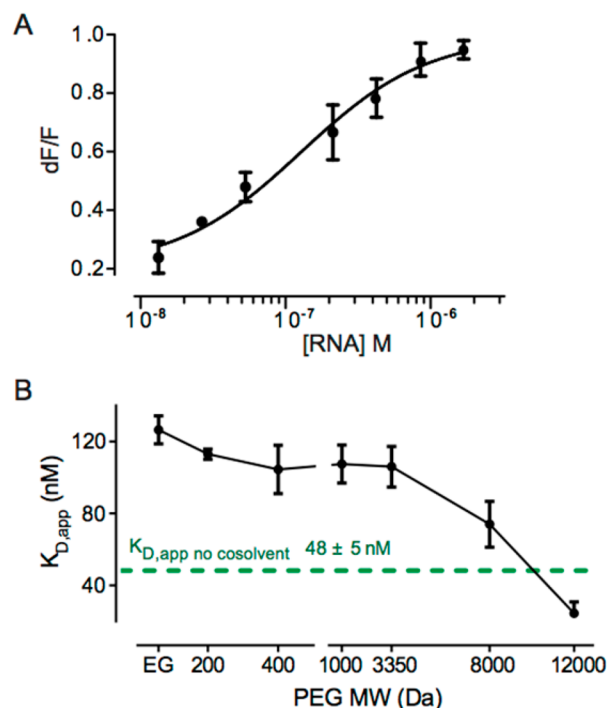 A
dF/F
1.0
0.8
0.6
0.4
0.2
10-8 10-7 10-6
[RNA] M
B
KD,app (nM)
120
80
40
KD,app no cosolvent 48 ± 5 nM
EG 200 400 1000 3350 8000 12000
PEG MW (Da)